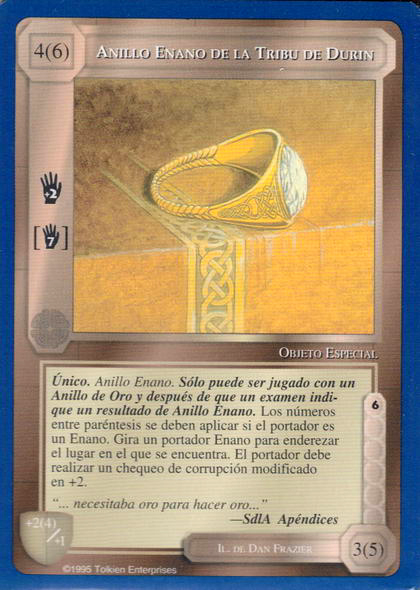 4(6)
Anillo Enano de la Tribu de Durin
+2
[7]
Objeto Especial
Único. Anillo Enano. Sólo puede ser jugado con un
Anillo de Oro y después de que un examen indi-
que un resultado de Anillo Enano. Los números
entre paréntesis se deben aplicar si el portador es
un Enano. Gira un portador Enano para enderezar
el lugar en el que se encuentra. El portador debe
realizar un chequeo de corrupción modificado
en +2.
6
"... necesitaba oro para hacer oro..."
—SdlA Apéndices
+2(4)/+1
Il. de Dan Frazier
3(5)
©1995 Tolkien Enterprises